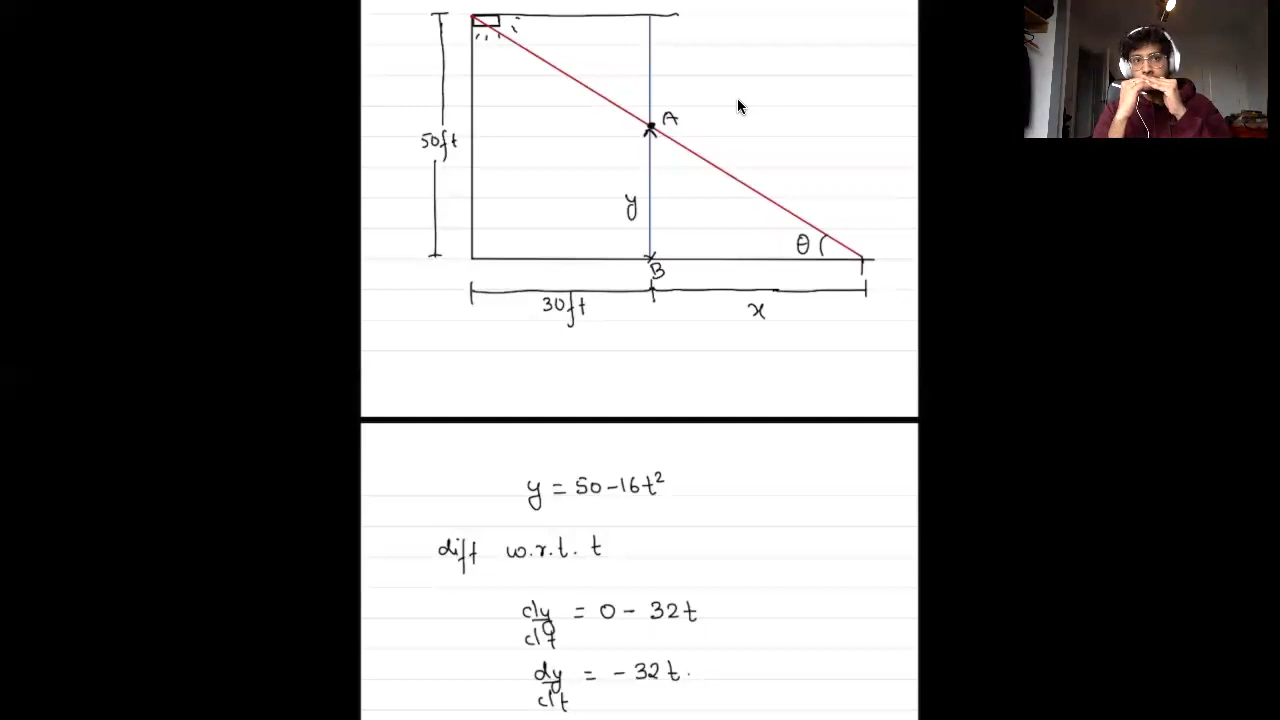 A
50ft
y
θ
B
30ft
x
y = 50 - 16t²
diff w.r.t. t
dy/dt = 0 - 32t
dy/dt = - 32t.